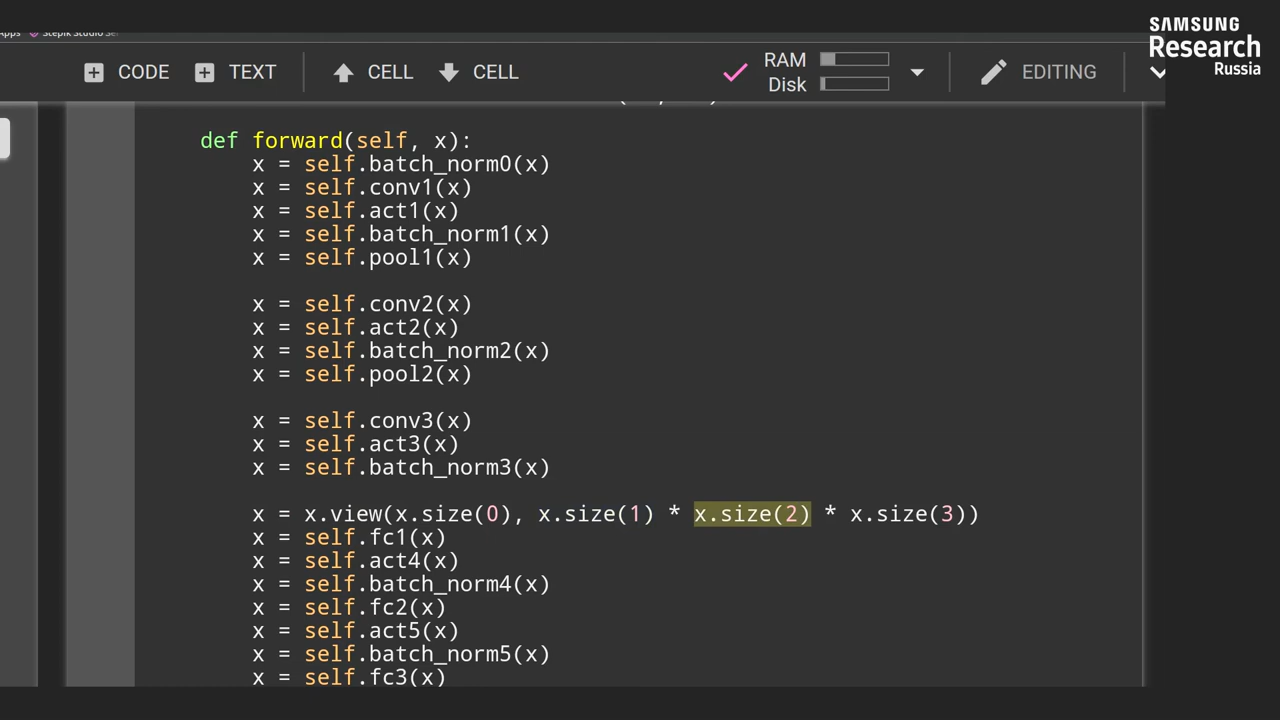 Apps Stepik Studio
SAMSUNG
Research
Russia
CODE TEXT CELL CELL RAM EDITING
Disk
def forward(self, x):
x = self.batch_norm0(x)
x = self.conv1(x)
x = self.act1(x)
x = self.batch_norm1(x)
x = self.pool1(x)
x = self.conv2(x)
x = self.act2(x)
x = self.batch_norm2(x)
x = self.pool2(x)
x = self.conv3(x)
x = self.act3(x)
x = self.batch_norm3(x)
x = x.view(x.size(0), x.size(1) * x.size(2) * x.size(3))
x = self.fc1(x)
x = self.act4(x)
x = self.batch_norm4(x)
x = self.fc2(x)
x = self.act5(x)
x = self.batch_norm5(x)
x = self.fc3(x)